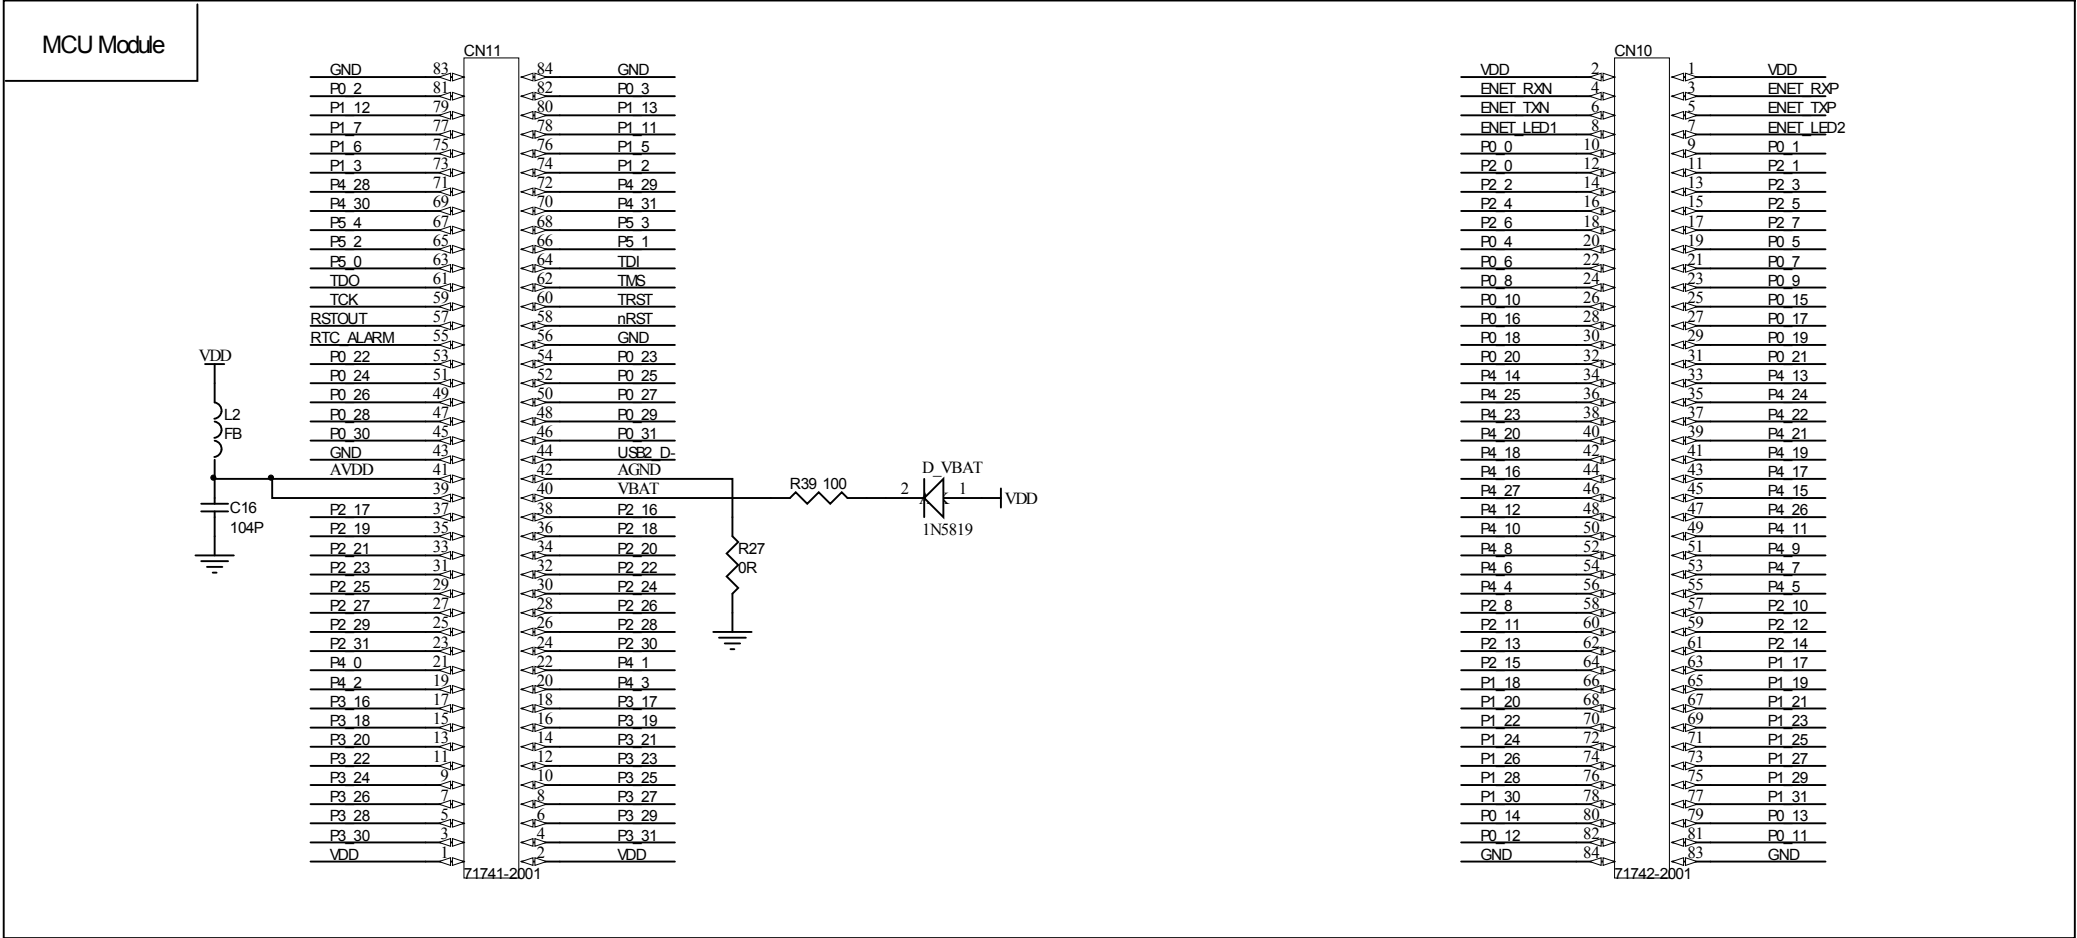 MCU Module
CN11
CN10
GND 83 84 GND
P0_2 81 82 P0_3
P1_12 79 80 P1_13
P1_7 77 78 P1_11
P1_6 75 76 P1_5
P1_3 73 74 P1_2
P4_28 71 72 P4_29
P4_30 69 70 P4_31
P5_4 67 68 P5_3
P5_2 65 66 P5_1
P5_0 63 64 TDI
TDO 61 62 TMS
TCK 59 60 TRST
RSTOUT 57 58 nRST
RTC_ALARM 55 56 GND
P0_22 53 54 P0_23
P0_24 51 52 P0_25
P0_26 49 50 P0_27
P0_28 47 48 P0_29
P0_30 45 46 P0_31
GND 43 44 USB2_D-
AVDD 41 42 AGND
39 40 VBAT
P2_17 37 38 P2_16
P2_19 35 36 P2_18
P2_21 33 34 P2_20
P2_23 31 32 P2_22
P2_25 29 30 P2_24
P2_27 27 28 P2_26
P2_29 25 26 P2_28
P2_31 23 24 P2_30
P4_0 21 22 P4_1
P4_2 19 20 P4_3
P3_16 17 18 P3_17
P3_18 15 16 P3_19
P3_20 13 14 P3_21
P3_22 11 12 P3_23
P3_24 9 10 P3_25
P3_26 7 8 P3_27
P3_28 5 6 P3_29
P3_30 3 4 P3_31
VDD 1 2 VDD
71741-2001
VDD
L2
FB
C16
104P
R39 100
2 D_VBAT 1
VDD
1N5819
R27
0R
VDD 2 1 VDD
ENET_RXN 4 3 ENET_RXP
ENET_TXN 6 5 ENET_TXP
ENET_LED1 8 7 ENET_LED2
P0_0 10 9 P0_1
P2_0 12 11 P2_1
P2_2 14 13 P2_3
P2_4 16 15 P2_5
P2_6 18 17 P2_7
P0_4 20 19 P0_5
P0_6 22 21 P0_7
P0_8 24 23 P0_9
P0_10 26 25 P0_15
P0_16 28 27 P0_17
P0_18 30 29 P0_19
P0_20 32 31 P0_21
P4_14 34 33 P4_13
P4_25 36 35 P4_24
P4_23 38 37 P4_22
P4_20 40 39 P4_21
P4_18 42 41 P4_19
P4_16 44 43 P4_17
P4_27 46 45 P4_15
P4_12 48 47 P4_26
P4_10 50 49 P4_11
P4_8 52 51 P4_9
P4_6 54 53 P4_7
P4_4 56 55 P4_5
P2_8 58 57 P2_10
P2_11 60 59 P2_12
P2_13 62 61 P2_14
P2_15 64 63 P1_17
P1_18 66 65 P1_19
P1_20 68 67 P1_21
P1_22 70 69 P1_23
P1_24 72 71 P1_25
P1_26 74 73 P1_27
P1_28 76 75 P1_29
P1_30 78 77 P1_31
P0_14 80 79 P0_13
P0_12 82 81 P0_11
GND 84 83 GND
71742-2001